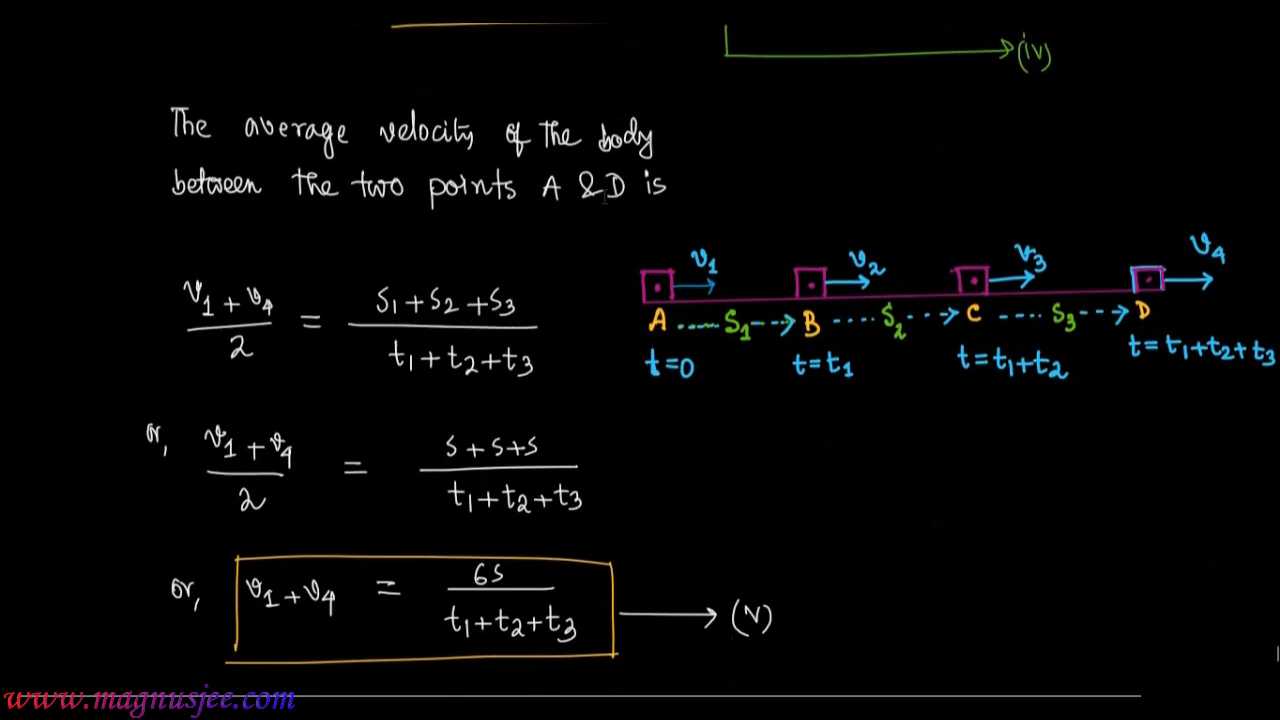 (iv)
The average velocity of the body
between the two points A & D is
v1 + v4 / 2 = s1 + s2 + s3 / t1 + t2 + t3
v1 v2 v3 v4
A S1 B S2 C S3 D
t=0 t=t1 t=t1+t2 t=t1+t2+t3
or, v1 + v4 / 2 = s + s + s / t1 + t2 + t3
or, v1 + v4 = 6s / t1 + t2 + t3 (v)
www.magnusjee.com